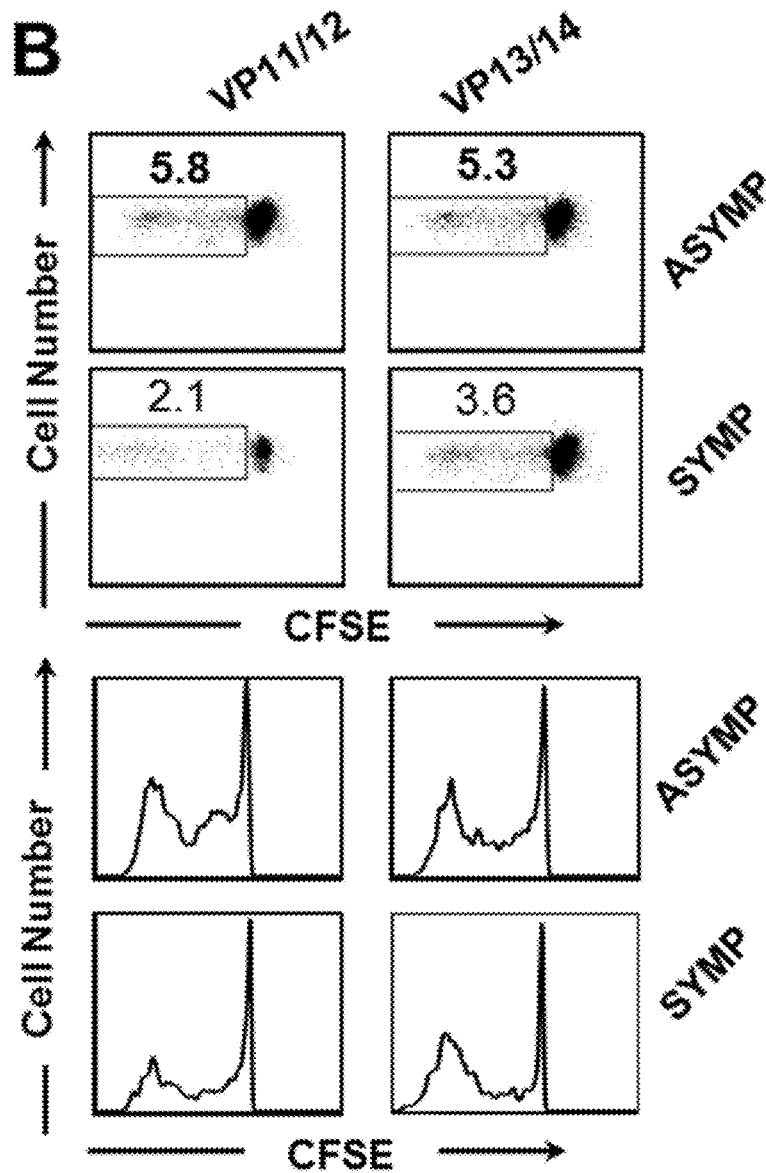 B
VP11/12
VP13/14
5.8
5.3
ASYMP
Cell Number
2.1
3.6
SYMP
CFSE
ASYMP
Cell Number
SYMP
CFSE